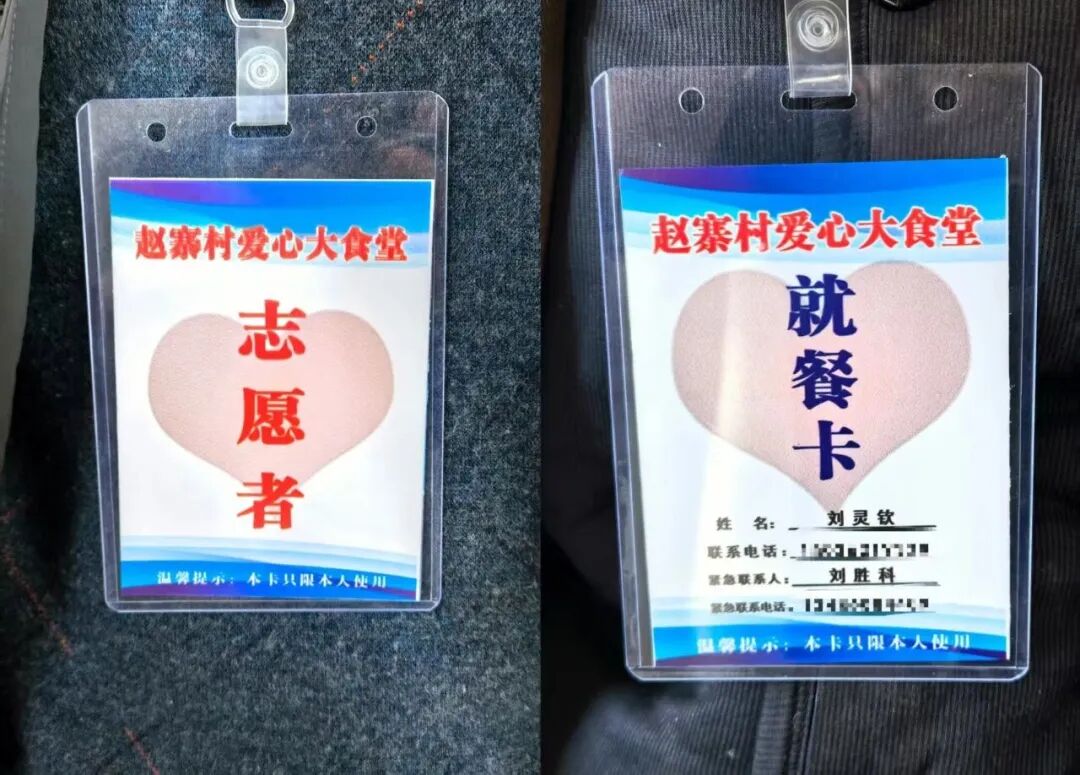 赵寨村爱心大食堂
志愿者
温馨提示：本卡只限本人使用
赵寨村爱心大食堂
就餐卡
姓 名：刘灵钦
联系电话：
紧急联系人：刘胜科
紧急联系电话：
温馨提示：本卡只限本人使用